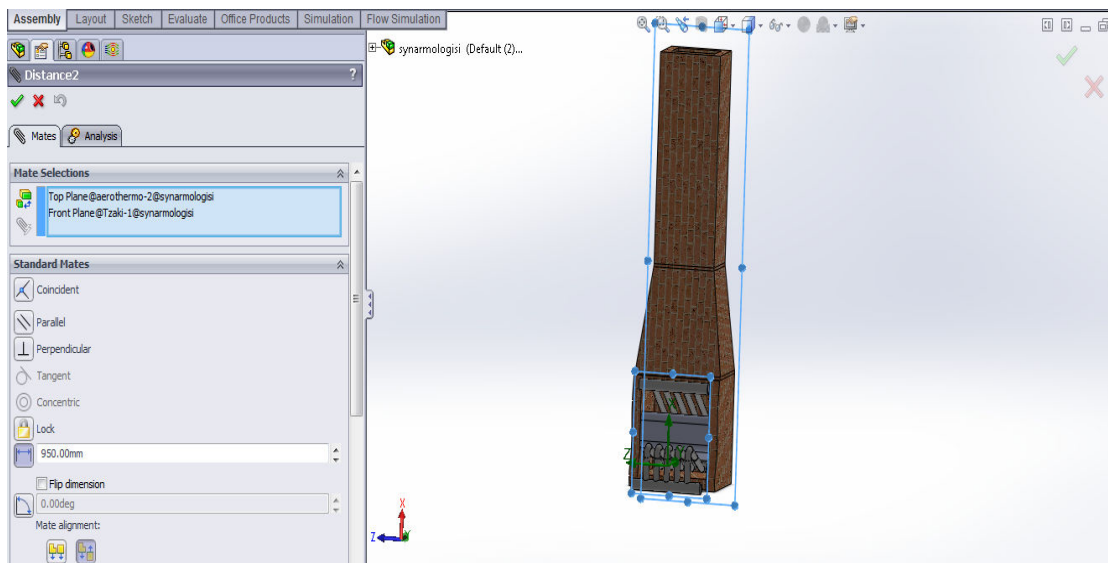 Assembly Layout Sketch Evaluate Office Products Simulation Flow Simulation
synarmologisi (Default (2)...
Distance2 ?
Mates Analysis
Mate Selections
Top Plane@aerothermo-2@synarmologisi
Front Plane@Tzaki-1@synarmologisi
Standard Mates
Coincident
Parallel
Perpendicular
Tangent
Concentric
Lock
950.00mm
Flip dimension
0.00deg
Mate alignment:
Z
X
Z
Y